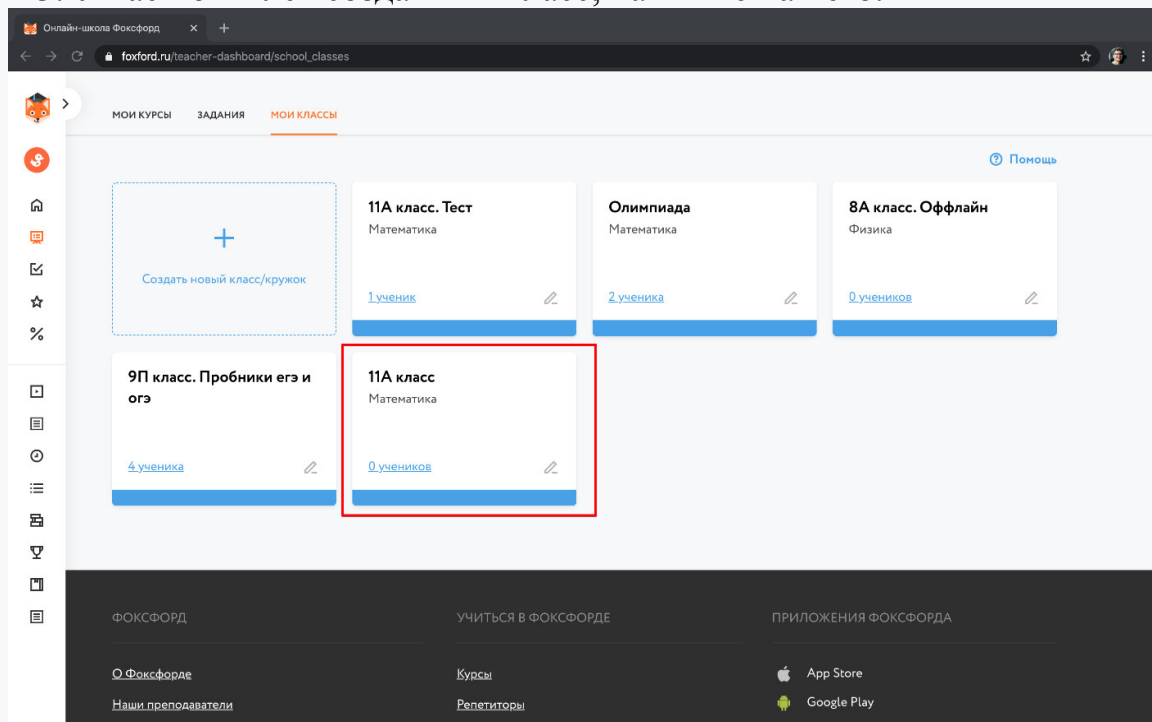 Онлайн-школа Фоксфорд
foxford.ru/teacher-dashboard/school_classes
МОИ КУРСЫ ЗАДАНИЯ МОИ КЛАССЫ
Помощь
Создать новый класс/кружок
11А класс. Тест
Математика
1 ученик
Олимпиада
Математика
2 ученика
8А класс. Оффлайн
Физика
0 учеников
9П класс. Пробники егэ и
огэ
4 ученика
11А класс
Математика
0 учеников
ФОКСФОРД
О Фоксфорде
Наши преподаватели
УЧИТЬСЯ В ФОКСФОРДЕ
Курсы
Репетиторы
ПРИЛОЖЕНИЯ ФОКСФОРДА
App Store
Google Play